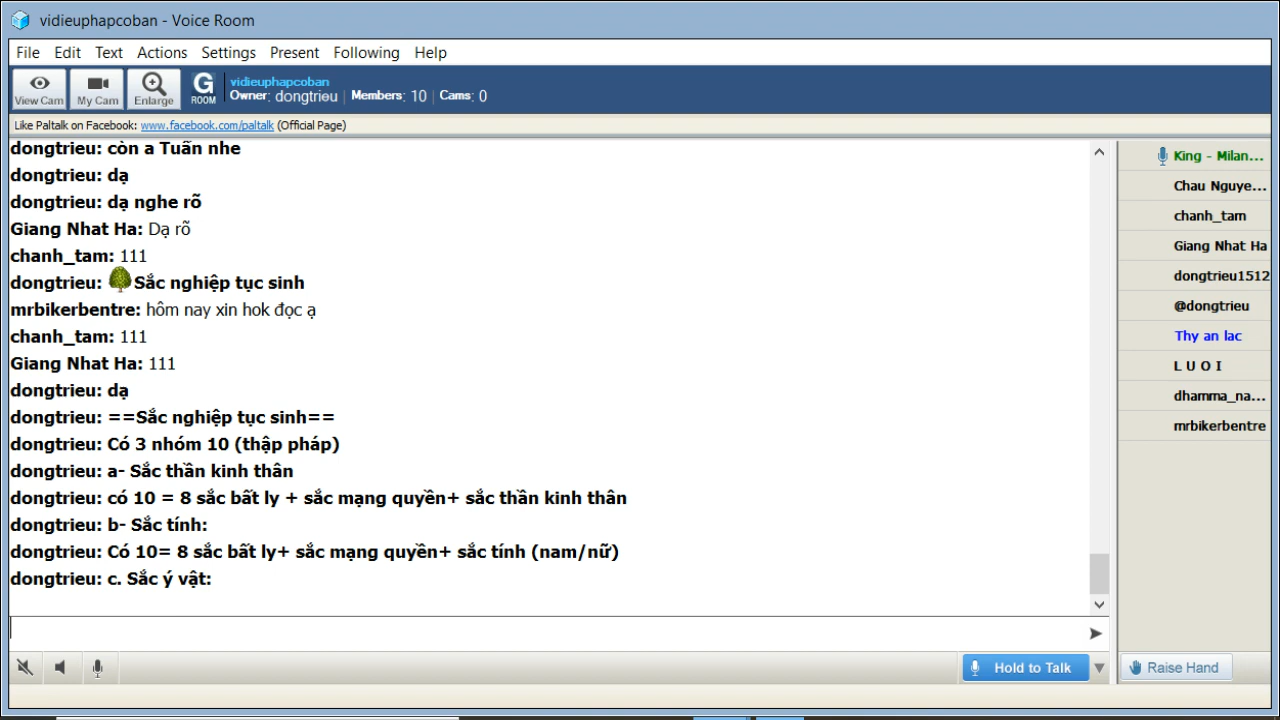 vidieuphapcoban - Voice Room
File Edit Text Actions Settings Present Following Help
View Cam My Cam Enlarge G ROOM
vidieuphapcoban
Owner: dongtrieu | Members: 10 | Cams: 0
Like Paltalk on Facebook: www.facebook.com/paltalk (Official Page)
dongtrieu: còn a Tuấn nhe
dongtrieu: dạ
dongtrieu: dạ nghe rõ
Giang Nhat Ha: Dạ rõ
chanh_tam: 111
dongtrieu: Sắc nghiệp tục sinh
mrbikerbentre: hôm nay xin hok đọc ạ
chanh_tam: 111
Giang Nhat Ha: 111
dongtrieu: dạ
dongtrieu: ==Sắc nghiệp tục sinh==
dongtrieu: Có 3 nhóm 10 (thập pháp)
dongtrieu: a- Sắc thần kinh thân
dongtrieu: có 10 = 8 sắc bất ly + sắc mạng quyền+ sắc thần kinh thân
dongtrieu: b- Sắc tính:
dongtrieu: Có 10= 8 sắc bất ly+ sắc mạng quyền+ sắc tính (nam/nữ)
dongtrieu: c. Sắc ý vật:
King - Milan...
Chau Nguye...
chanh_tam
Giang Nhat Ha
dongtrieu1512
@dongtrieu
Thy an lac
L U O I
dhamma_na...
mrbikerbentre
Hold to Talk
Raise Hand